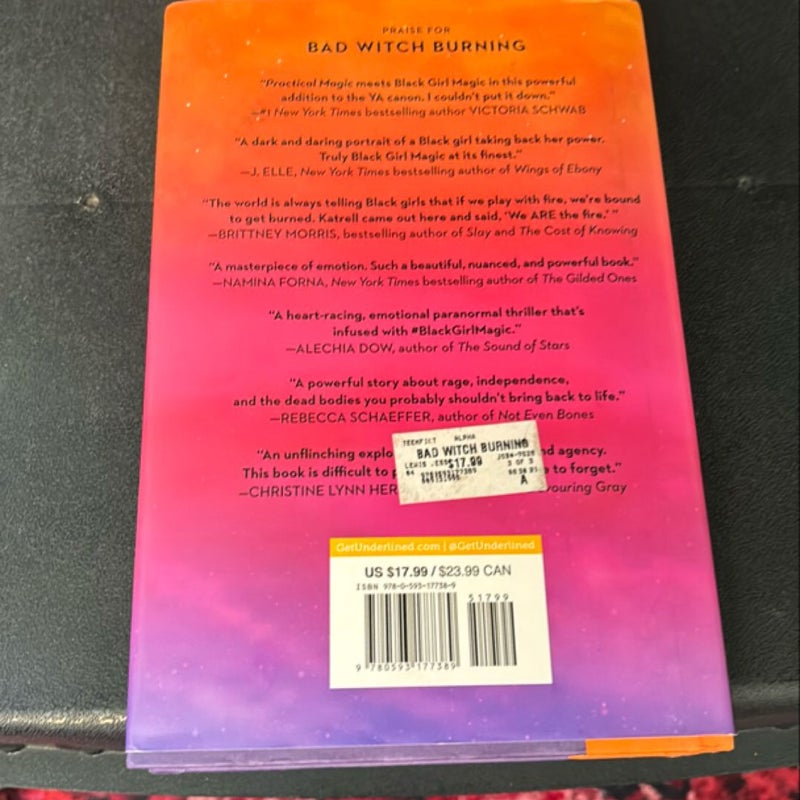 PRAISE FOR
BAD WITCH BURNING
"Practical Magic meets Black Girl Magic in this powerful
addition to the YA canon. I couldn't put it down."
—#1 New York Times bestselling author VICTORIA SCHWAB
"A dark and daring portrait of a Black girl taking back her power.
Truly Black Girl Magic at its finest."
—J. ELLE, New York Times bestselling author of Wings of Ebony
"The world is always telling Black girls that if we play with fire, we're bound
to get burned. Katrell came out here and said, 'We ARE the fire.' "
—BRITTNEY MORRIS, bestselling author of Slay and The Cost of Knowing
"A masterpiece of emotion. Such a beautiful, nuanced, and powerful book."
—NAMINA FORNA, New York Times bestselling author of The Gilded Ones
"A heart-racing, emotional paranormal thriller that's
infused with #BlackGirlMagic."
—ALECHIA DOW, author of The Sound of Stars
"A powerful story about rage, independence,
and the dead bodies you probably shouldn't bring back to life."
—REBECCA SCHAEFFER, author of Not Even Bones
"An unflinching explo nd agency.
This book is difficult to p e to forget."
—CHRISTINE LYNN HER vouring Gray
TEENFICT ALPHA
BAD WITCH BURNING
LEWIS $17.99
3 OF 3
04 9780593177389
A
GetUnderlined.com | @GetUnderlined
US $17.99 / $23.99 CAN
ISBN 978-0-593-17738-9
51799
9 780593 177389